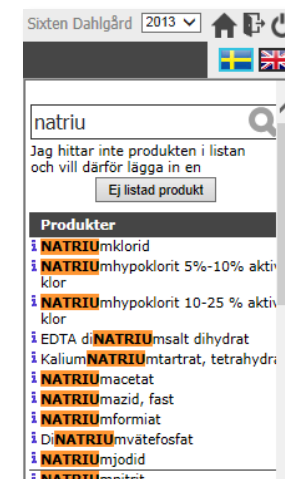 Sixten Dahlgård 2013
natriu
Jag hittar inte produkten i listan
och vill därför lägga in en
Ej listad produkt
Produkter
i NATRIUmklorid
i NATRIUmhypoklorit 5%-10% aktiv
klor
i NATRIUmhypoklorit 10-25 % aktiv
klor
i EDTA diNATRIUmsalt dihydrat
i KaliumNATRIUmtartrat, tetrahydra
i NATRIUmacetat
i NATRIUmazid, fast
i NATRIUmformiat
i DiNATRIUmvätefosfat
i NATRIUmjodid
i NATRIUmnitrit